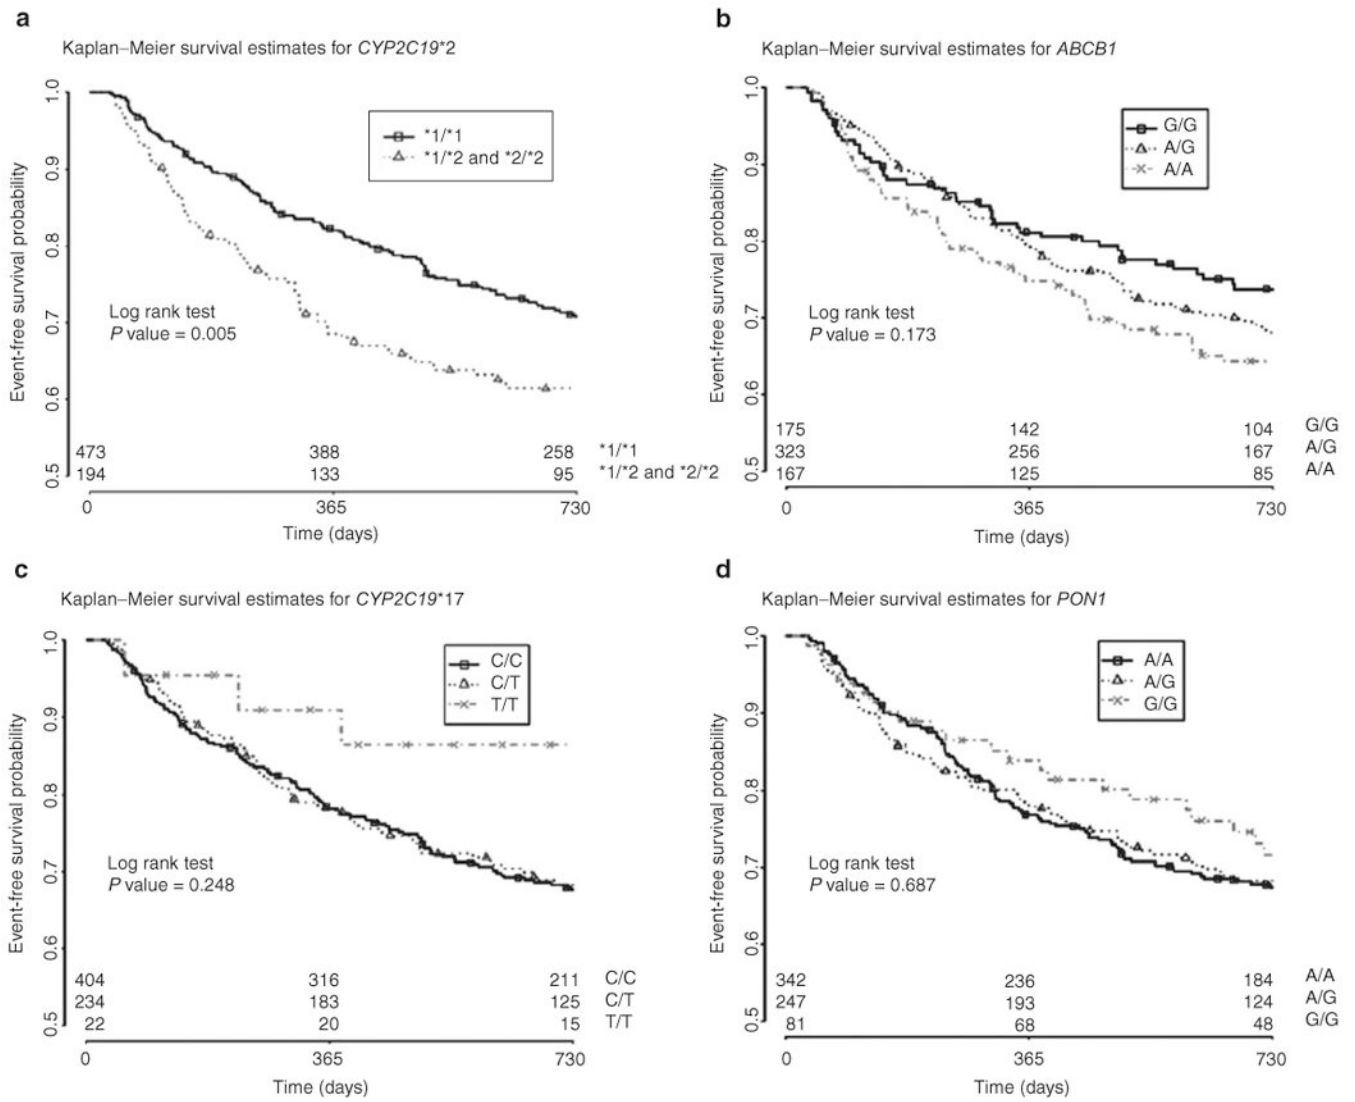 a
Kaplan–Meier survival estimates for CYP2C19*2
Event-free survival probability
1.0
0.9
0.8
0.7
0.6
0.5
*1/*1
*1/*2 and *2/*2
Log rank test
P value = 0.005
473 388 258 *1/*1
194 133 95 *1/*2 and *2/*2
0 365 730
Time (days)
b
Kaplan–Meier survival estimates for ABCB1
Event-free survival probability
1.0
0.9
0.8
0.7
0.6
0.5
G/G
A/G
A/A
Log rank test
P value = 0.173
175 142 104 G/G
323 256 167 A/G
167 125 85 A/A
0 365 730
Time (days)
c
Kaplan–Meier survival estimates for CYP2C19*17
Event-free survival probability
1.0
0.9
0.8
0.7
0.6
0.5
C/C
C/T
T/T
Log rank test
P value = 0.248
404 316 211 C/C
234 183 125 C/T
22 20 15 T/T
0 365 730
Time (days)
d
Kaplan–Meier survival estimates for PON1
Event-free survival probability
1.0
0.9
0.8
0.7
0.6
0.5
A/A
A/G
G/G
Log rank test
P value = 0.687
342 236 184 A/A
247 193 124 A/G
81 68 48 G/G
0 365 730
Time (days)